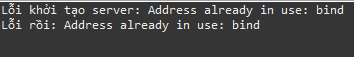 Lỗi khởi tạo server: Address already in use: bind
Lỗi rồi: Address already in use: bind